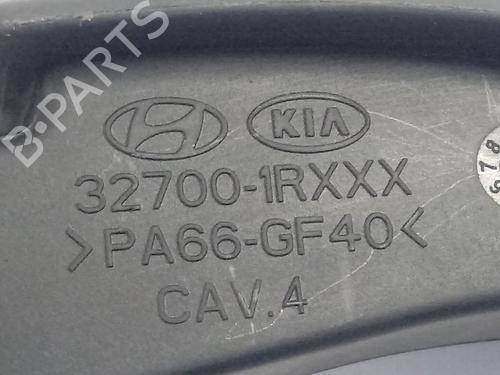 B-PARTS
KIA
32700-1RXXX
>PA66-GF40<
CAV.4